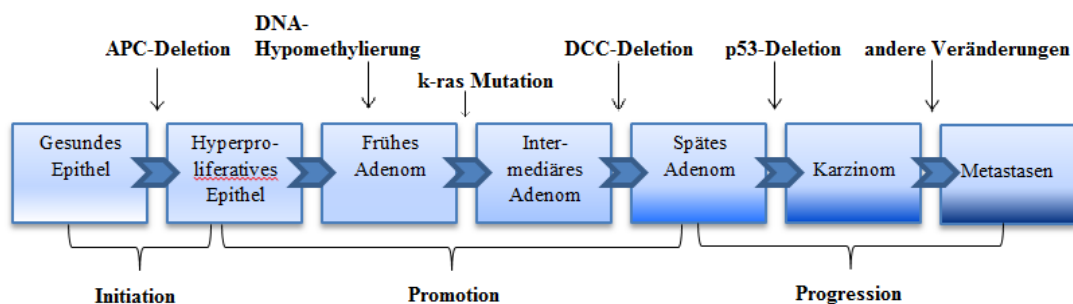 DNA-
Hypomethylierung
APC-Deletion
k-ras Mutation
DCC-Deletion
p53-Deletion
andere Veränderungen
Gesundes
Epithel
Hyperpro-
liferatives
Epithel
Frühes
Adenom
Inter-
mediäres
Adenom
Spätes
Adenom
Karzinom
Metastasen
Initiation
Promotion
Progression